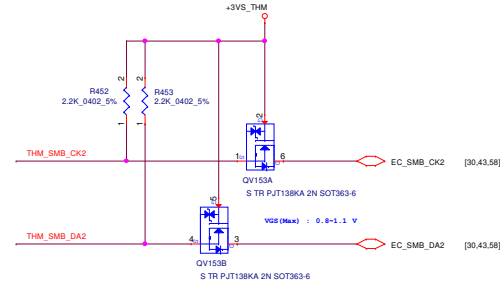 +3VS_THM
2
2
R452
R453
2.2K_0402_5%
2.2K_0402_5%
1
1
2
THM_SMB_CK2
1
6
EC_SMB_CK2
[30,43,58]
QV153A
S TR PJT138KA 2N SOT363-6
5
VGS(Max) : 0.8~1.1 V
THM_SMB_DA2
4
3
EC_SMB_DA2
[30,43,58]
QV153B
S TR PJT138KA 2N SOT363-6